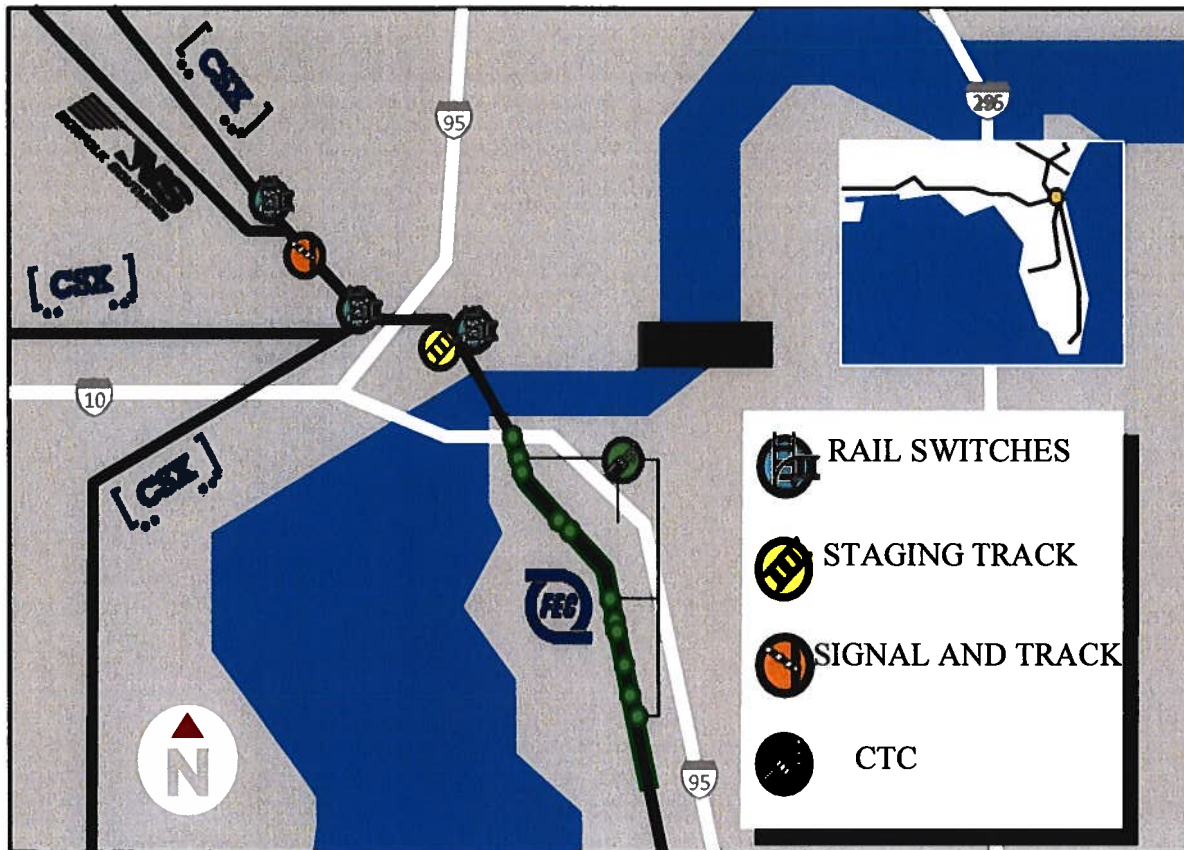 CSX
95
295
NS
CSX
10
CSX
RAIL SWITCHES
STAGING TRACK
FEC
SIGNAL AND TRACK
N
CTC
95